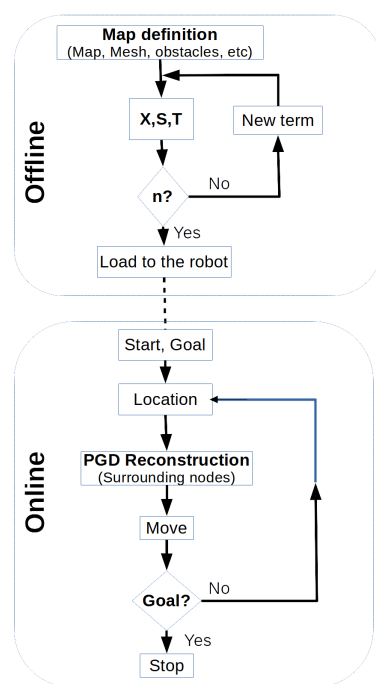 Offline
Map definition
(Map, Mesh, obstacles, etc)
X,S,T
New term
n?
No
Yes
Load to the robot
Online
Start, Goal
Location
PGD Reconstruction
(Surrounding nodes)
Move
Goal?
No
Yes
Stop